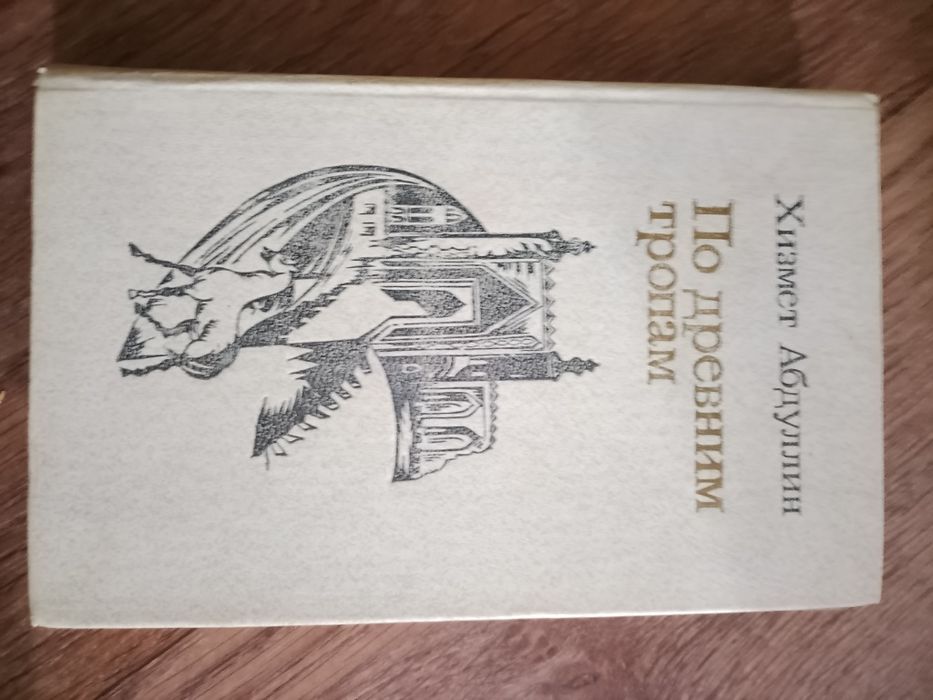 Хизмет Абдуллин
По древним
тропам